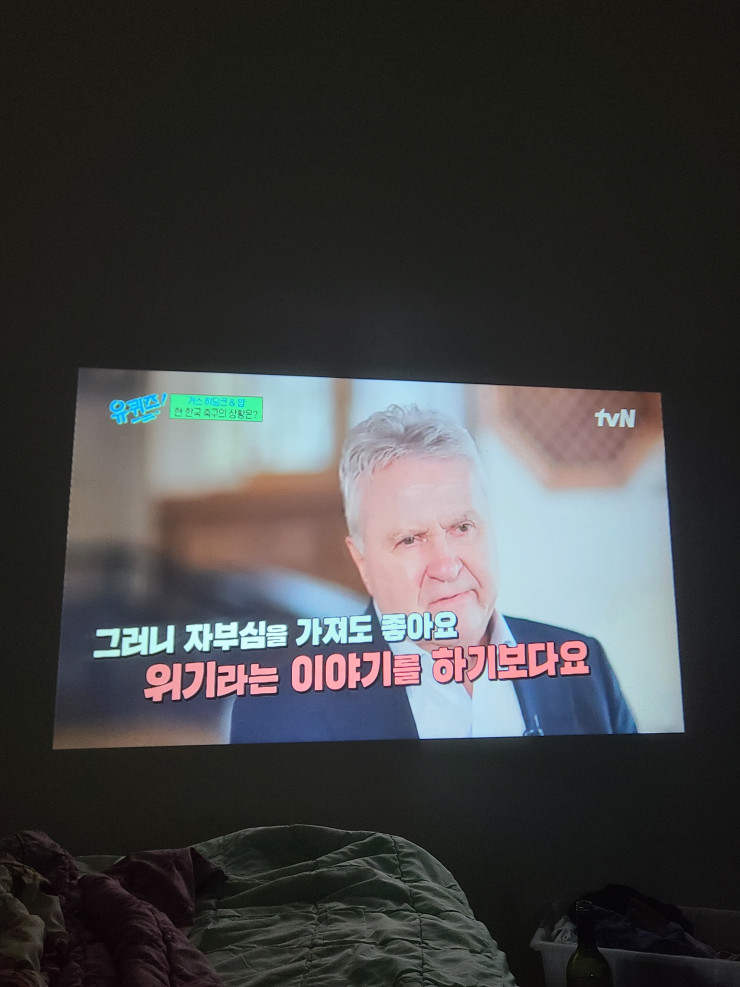 유퀴즈!
거스 히딩크 & 얍
현 한국 축구의 상황은?
tvN
그러니 자부심을 가져도 좋아요
위기라는 이야기를 하기보다요